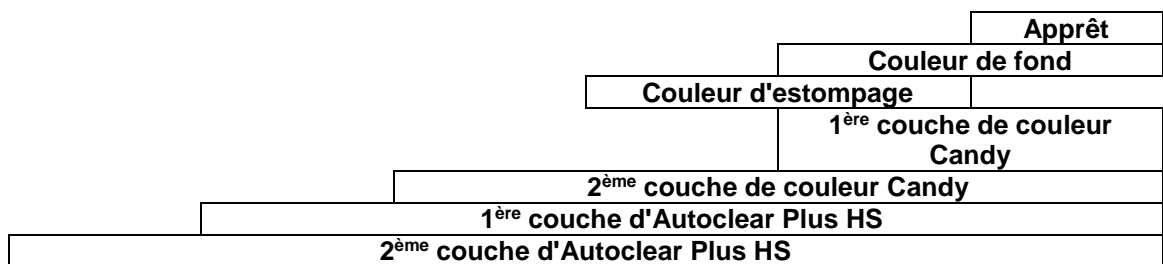 Apprêt
Couleur de fond
Couleur d'estompage
1ère couche de couleur
Candy
2ème couche de couleur Candy
1ère couche d'Autoclear Plus HS
2ème couche d'Autoclear Plus HS